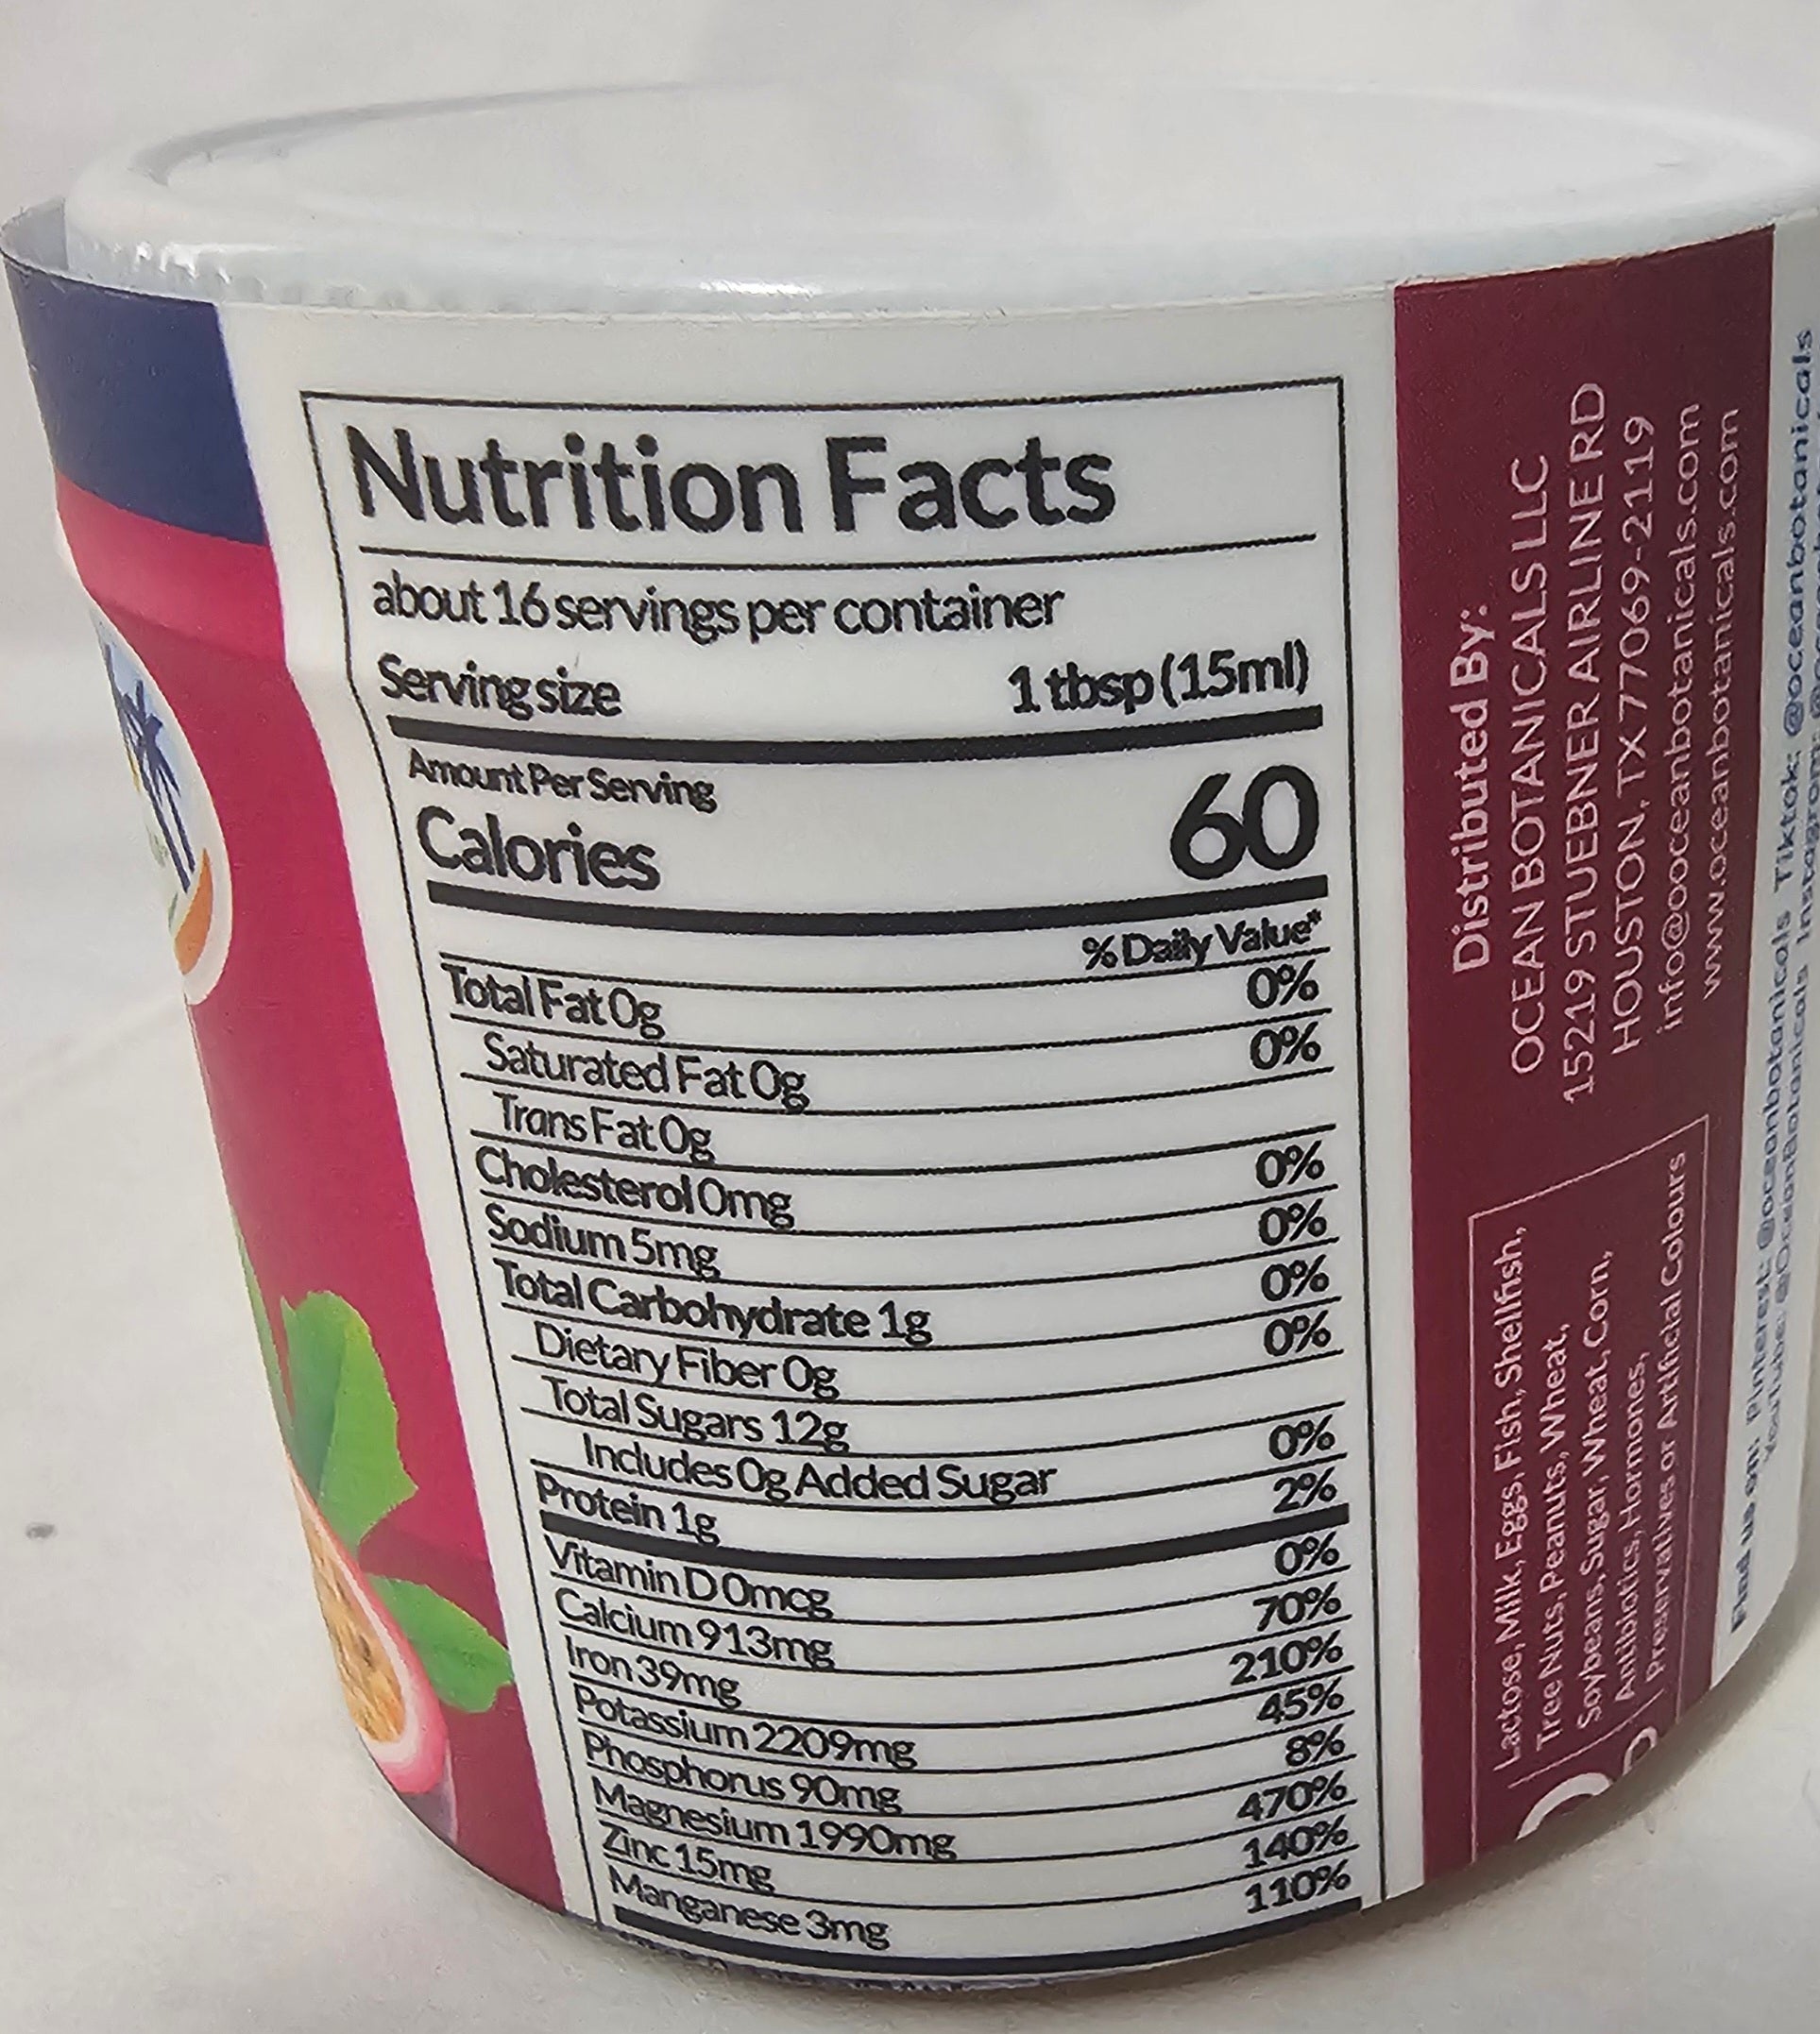 Nutrition Facts
about 16 servings per container
Serving size 1 tbsp (15ml)
Amount Per Serving
Calories 60
% Daily Value*
Total Fat 0g 0%
Saturated Fat 0g 0%
Trans Fat 0g
Cholesterol 0mg 0%
Sodium 5mg 0%
Total Carbohydrate 1g 0%
Dietary Fiber 0g 0%
Total Sugars 12g
Includes 0g Added Sugar 0%
Protein 1g 2%
Vitamin D 0mcg 0%
Calcium 913mg 70%
Iron 39mg 210%
Potassium 2209mg 45%
Phosphorus 90mg 8%
Magnesium 1990mg 470%
Zinc 15mg 140%
Manganese 3mg 110%
Distributed By:
OCEAN BOTANICALS LLC
15219 STUEBNER AIRLINE RD
HOUSTON, TX 77069-2119
info@oooceanbotanicals.com
www.oceanbotanicals.com
Lactose, Milk, Eggs, Fish, Shellfish,
Tree Nuts, Peanuts, Wheat,
Soybeans, Sugar, Wheat, Corn,
Antibiotics, Hormones,
Preservatives or Artificial Colours
Find us on: Pinterest: @oceanbotanicals Tiktok: @oceanbotanicals
YouTube: @OceanBotanicals Instagram: